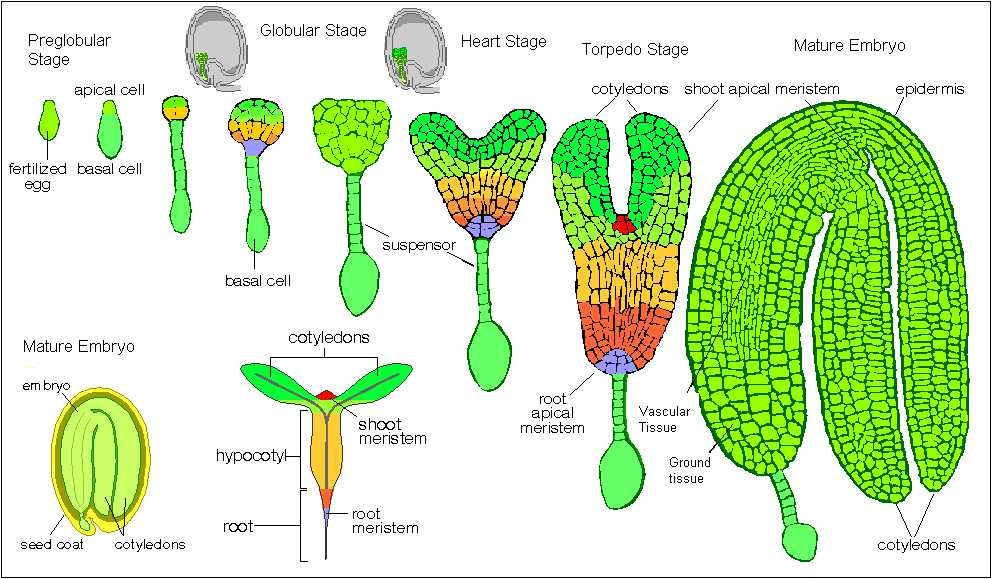 Preglobular
Stage
Globular Stage
Heart Stage
Torpedo Stage
Mature Embryo
apical cell
cotyledons
shoot apical meristem
epidermis
fertilized
egg
basal cell
suspensor
basal cell
Mature Embryo
embryo
seed coat
cotyledons
cotyledons
shoot
meristem
hypocotyl
root
root
meristem
root
apical
meristem
Vascular
Tissue
Ground
tissue
cotyledons